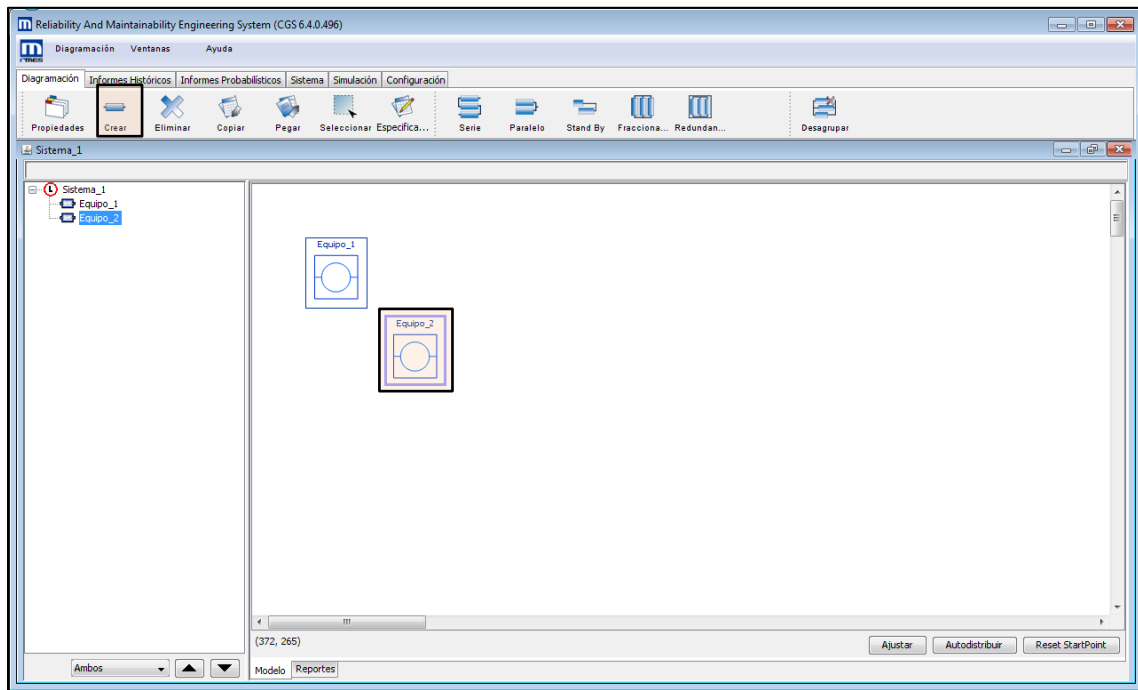 Reliability And Maintainability Engineering System (CGS 6.4.0.496)
Diagramación Ventanas Ayuda
Diagramación Informes Históricos Informes Probabilísticos Sistema Simulación Configuración
Propiedades Crear Eliminar Copiar Pegar Seleccionar Especifica... Serie Paralelo Stand By Fracciona... Redundan... Desagrupar
Sistema_1
L Sistema_1
Equipo_1
Equipo_2
Equipo_1
Equipo_2
(372, 265)
Ajustar Autodistribuir Reset StartPoint
Ambos
Modelo Reportes